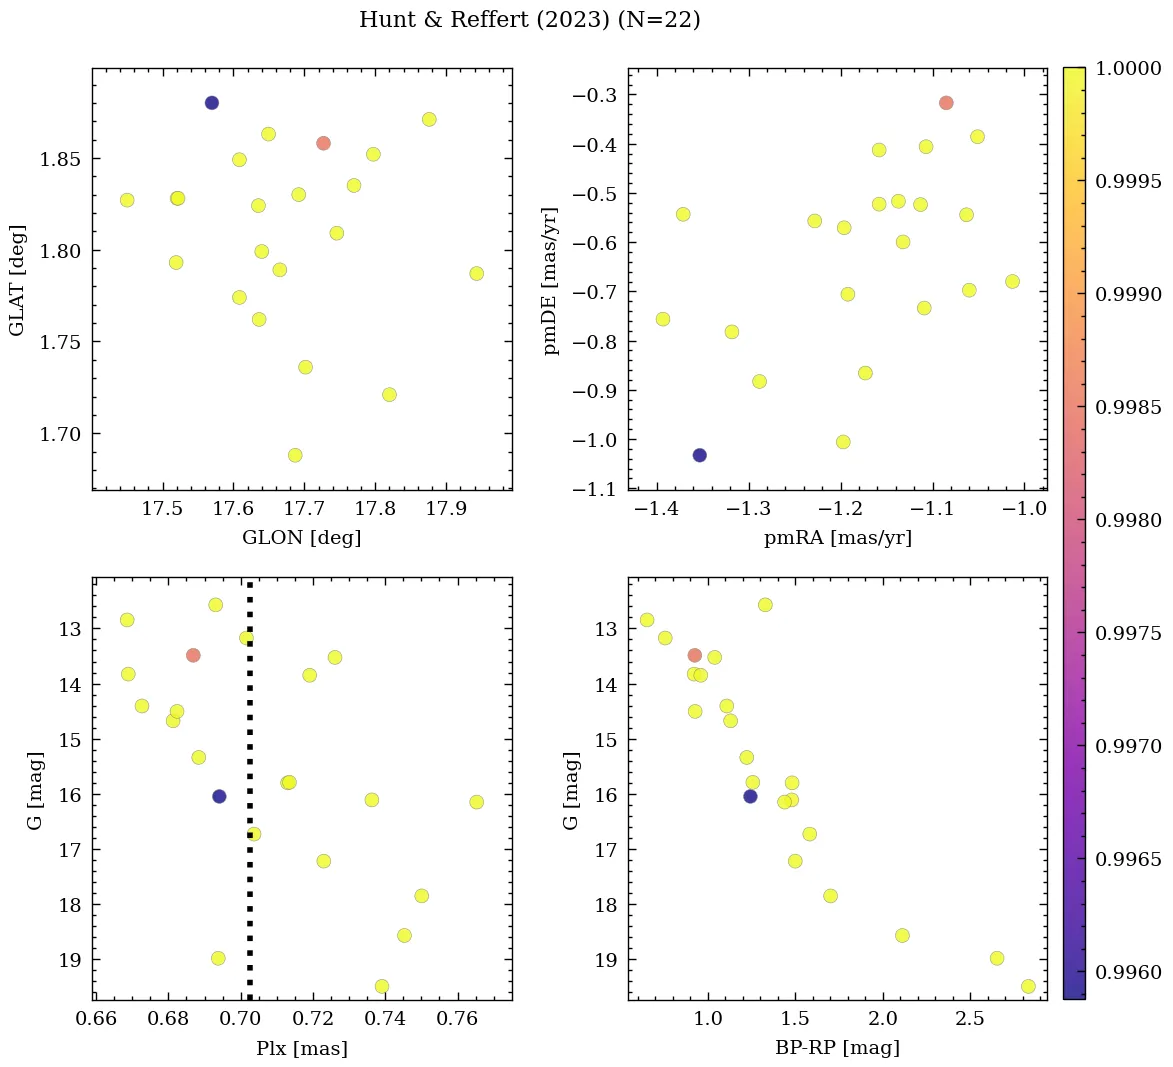 Hunt & Reffert (2023) (N=22)
1.85
1.80
1.75
1.70
GLAT [deg]
17.5 17.6 17.7 17.8 17.9
GLON [deg]
−0.3
−0.4
−0.5
−0.6
−0.7
−0.8
−0.9
−1.0
−1.1
pmDE [mas/yr]
−1.4 −1.3 −1.2 −1.1 −1.0
pmRA [mas/yr]
13
14
15
16
17
18
19
G [mag]
0.66 0.68 0.70 0.72 0.74 0.76
Plx [mas]
13
14
15
16
17
18
19
G [mag]
1.0 1.5 2.0 2.5
BP-RP [mag]
1.0000
0.9995
0.9990
0.9985
0.9980
0.9975
0.9970
0.9965
0.9960